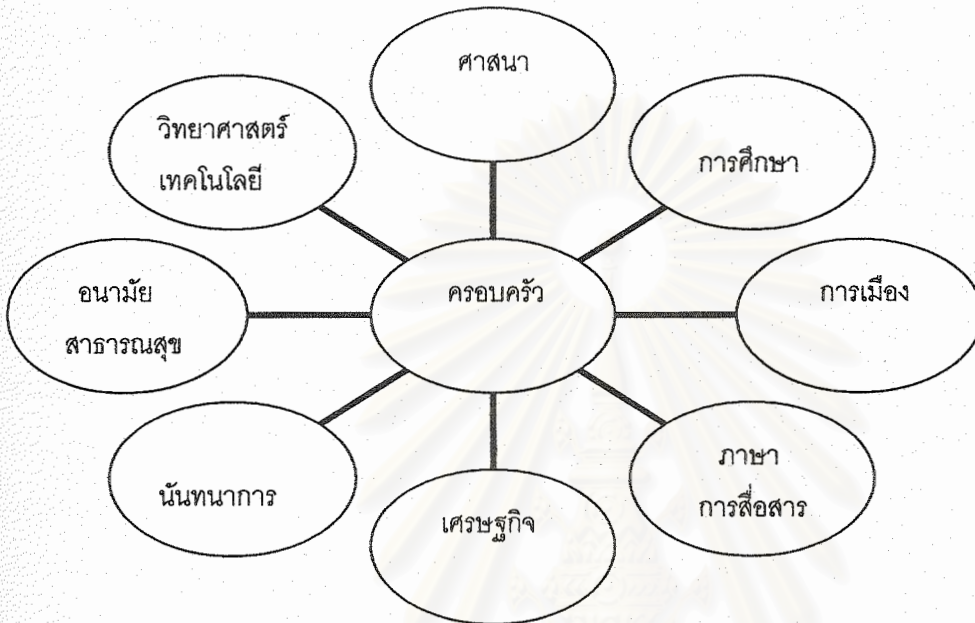 ศาสนา
วิทยาศาสตร์
เทคโนโลยี
การศึกษา
อนามัย
สาธารณสุข
ครอบครัว
การเมือง
นันทนาการ
เศรษฐกิจ
ภาษา
การสื่อสาร